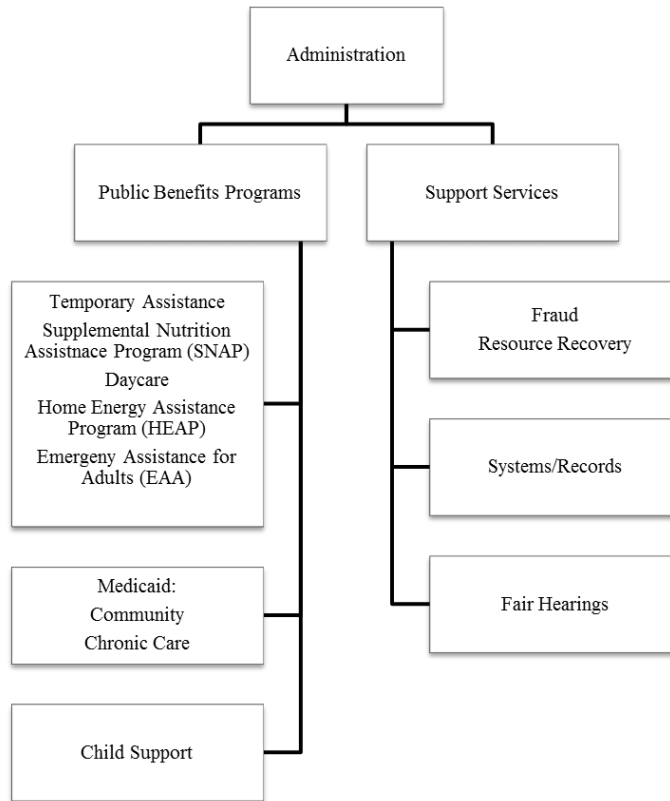 Administration
Public Benefits Programs
Support Services
Temporary Assistance
Supplemental Nutrition
Assistnace Program (SNAP)
Daycare
Home Energy Assistance
Program (HEAP)
Emergeny Assistance for
Adults (EAA)
Medicaid:
Community
Chronic Care
Child Support
Fraud
Resource Recovery
Systems/Records
Fair Hearings